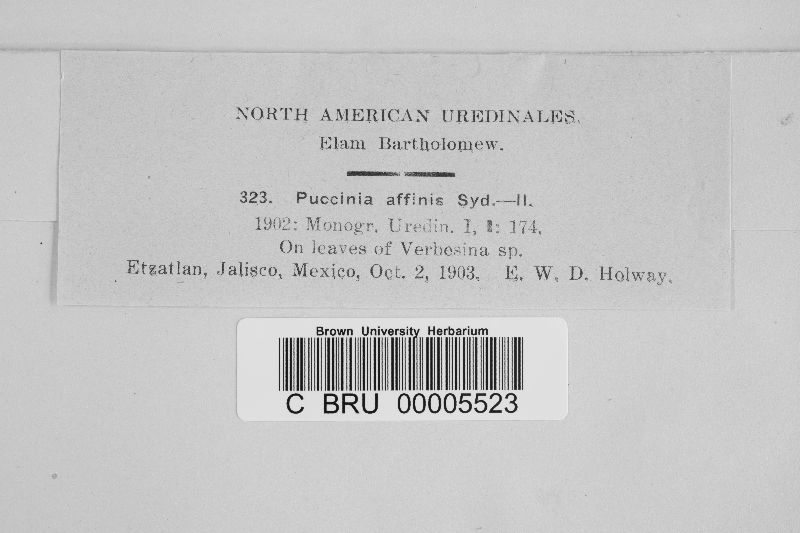 NORTH AMERICAN UREDINALES.
Elam Bartholomew.
323. Puccinia affinis Syd.—II.
1902: Monogr. Uredin. I, 1: 174.
On leaves of Verbesina sp.
Etzatlan, Jalisco, Mexico, Oct. 2, 1903. E. W. D. Holway.
Brown University Herbarium
C BRU 00005523